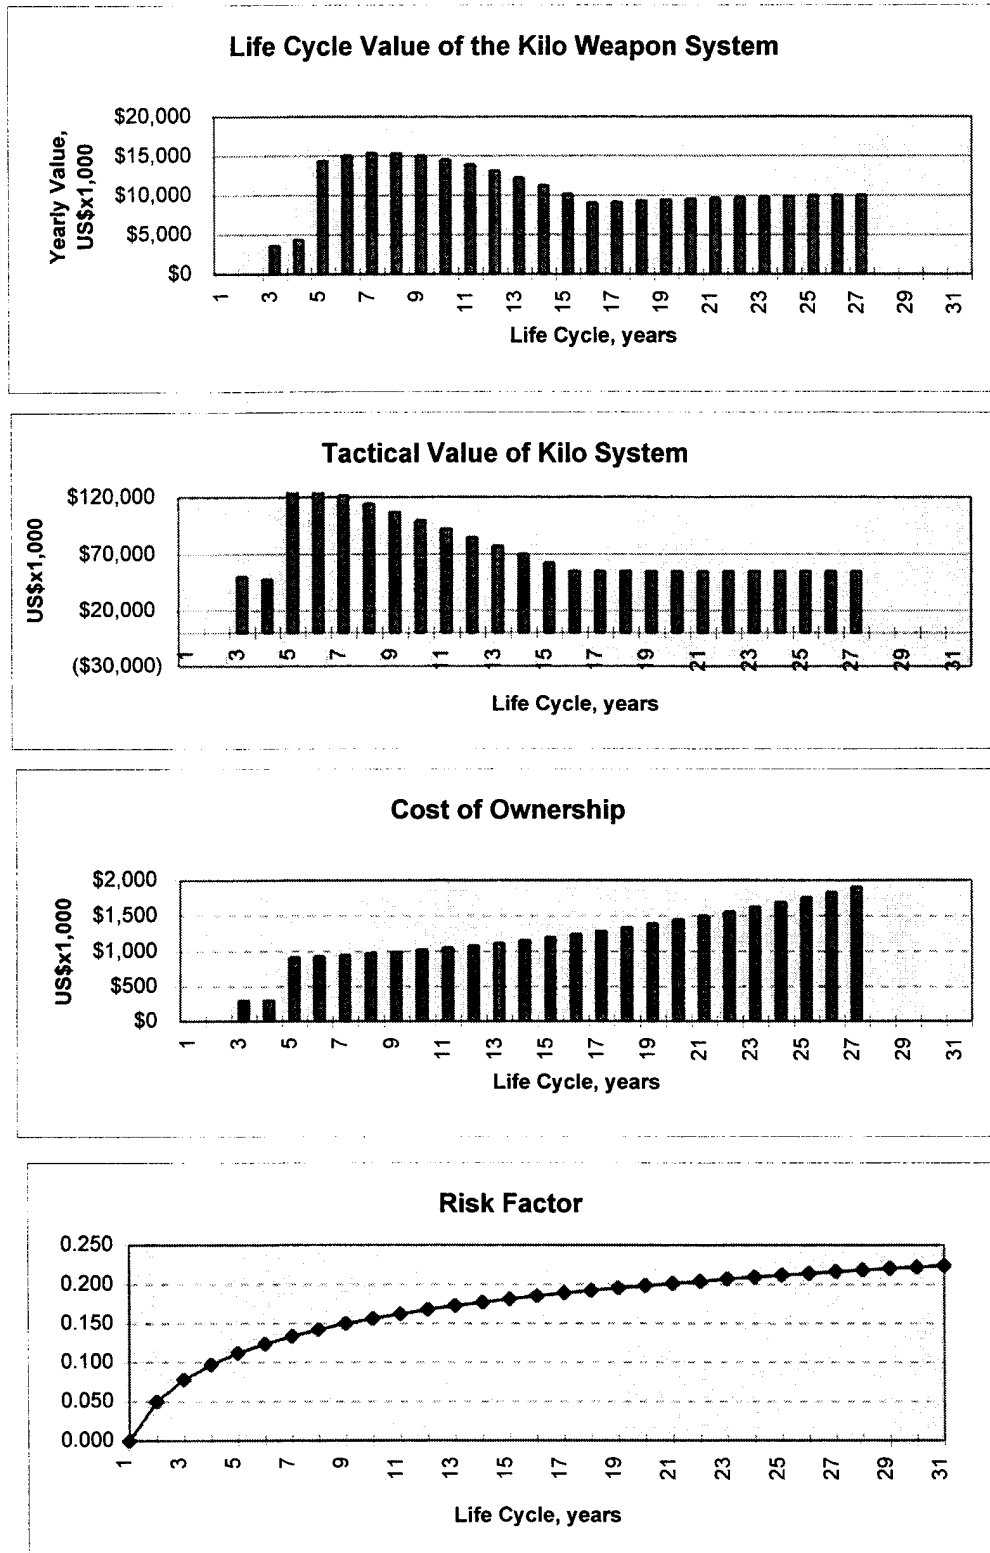 Life Cycle Value of the Kilo Weapon System
Yearly Value,
US$x1,000
$20,000
$15,000
$10,000
$5,000
$0
1 3 5 7 9 11 13 15 17 19 21 23 25 27 29 31
Life Cycle, years
Tactical Value of Kilo System
US$x1,000
$120,000
$70,000
$20,000
($30,000)
1 3 5 7 9 11 13 15 17 19 21 23 25 27 29 31
Life Cycle, years
Cost of Ownership
US$x1,000
$2,000
$1,500
$1,000
$500
$0
1 3 5 7 9 11 13 15 17 19 21 23 25 27 29 31
Life Cycle, years
Risk Factor
0.250
0.200
0.150
0.100
0.050
0.000
1 3 5 7 9 11 13 15 17 19 21 23 25 27 29 31
Life Cycle, years